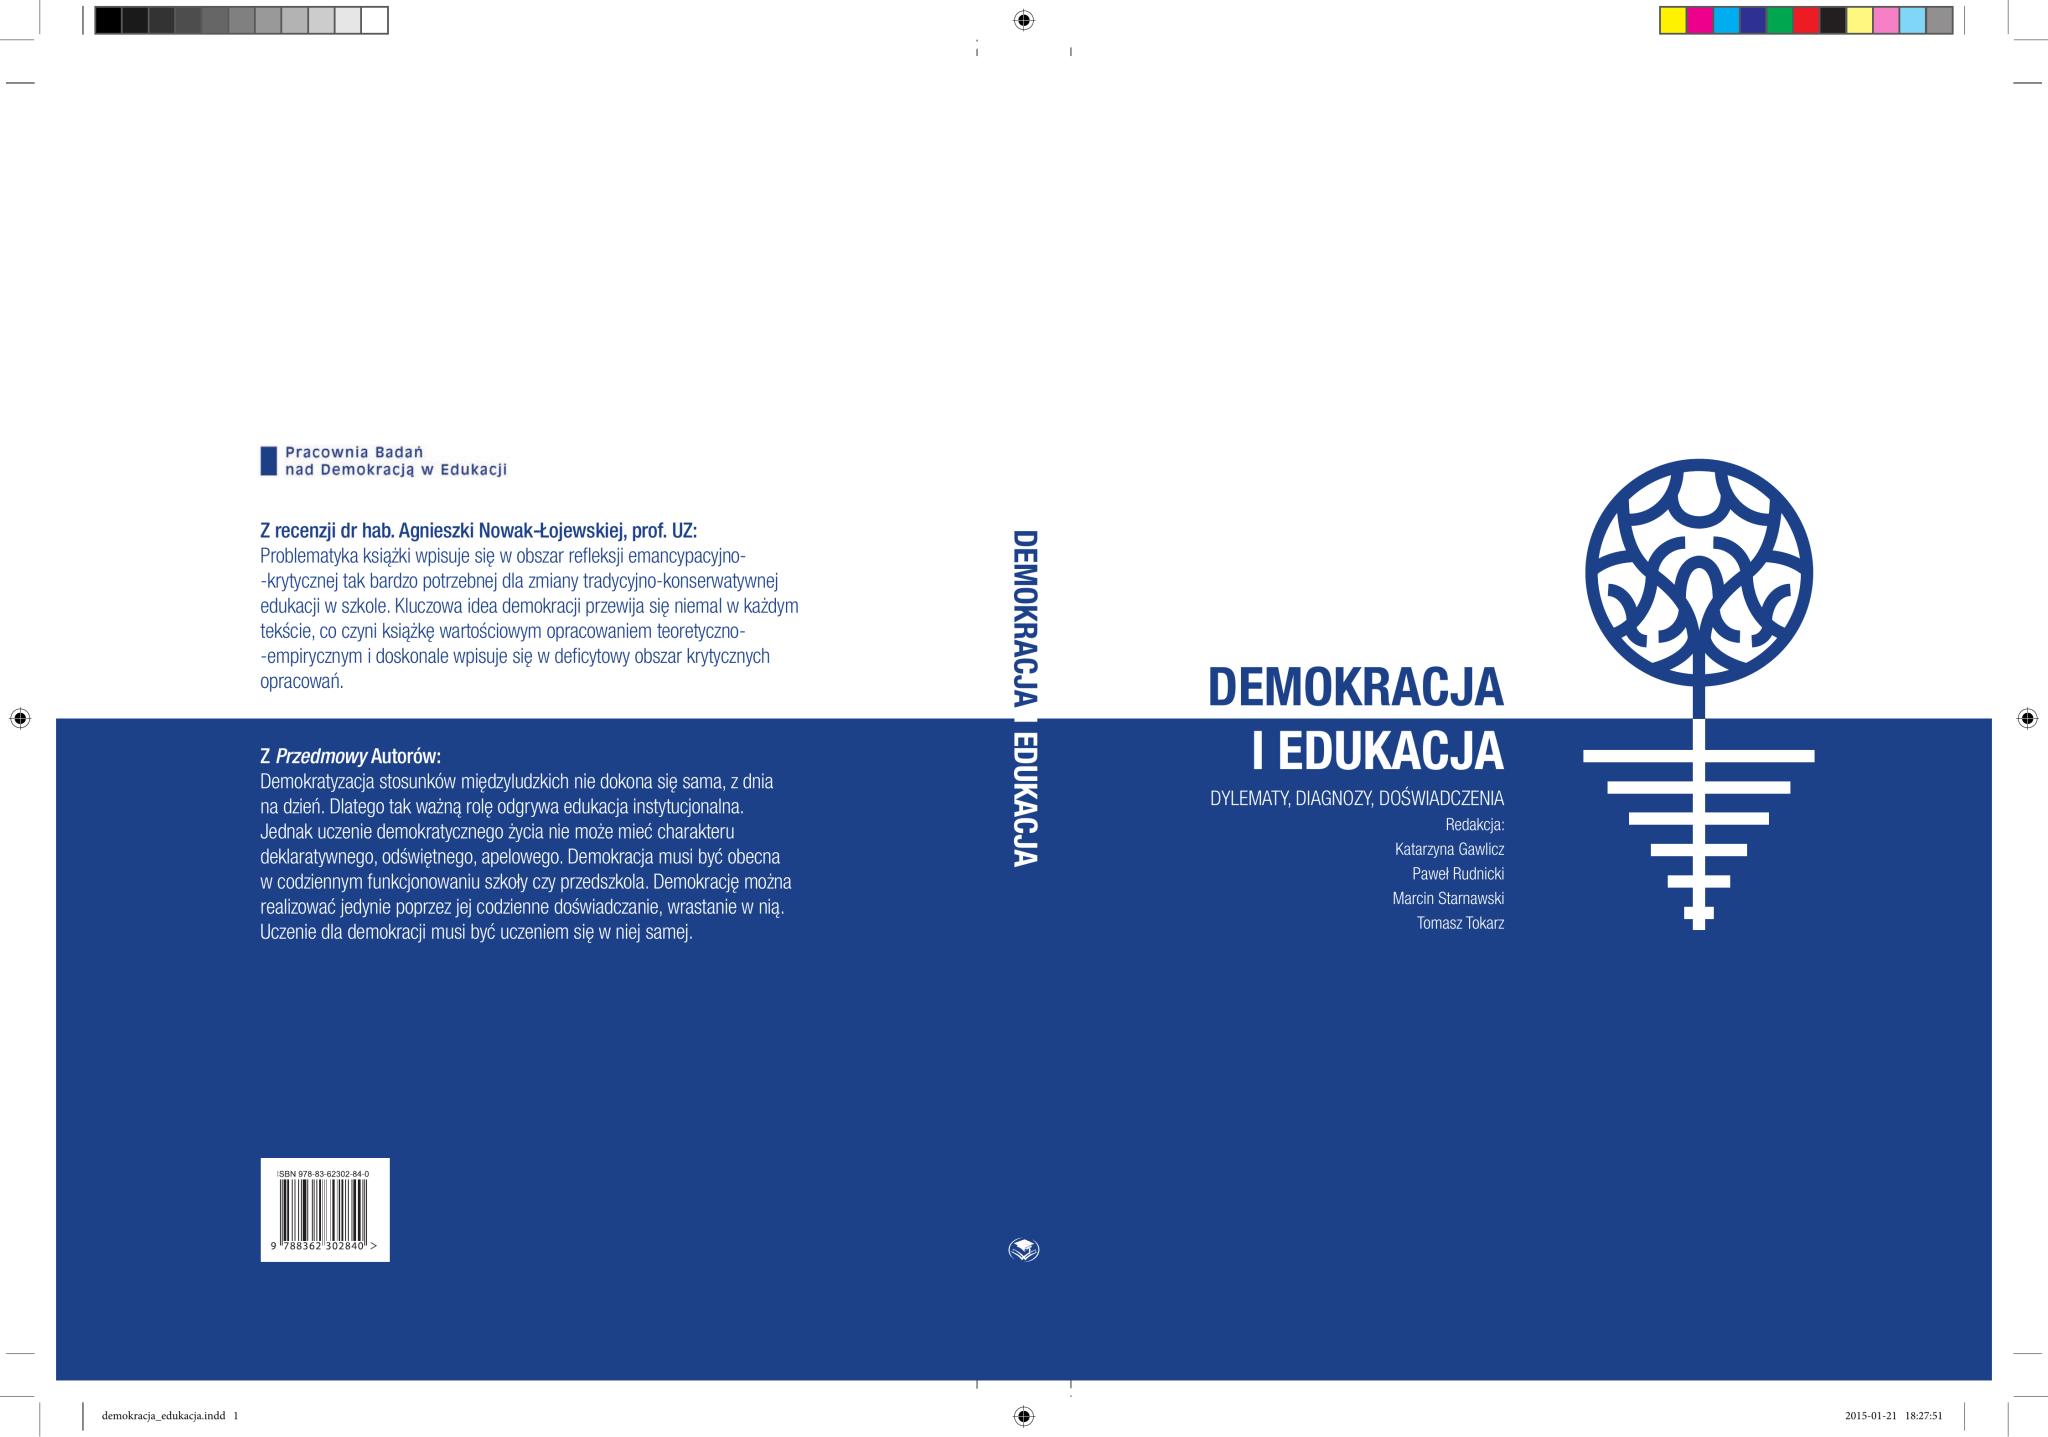 Pracownia Badań
nad Demokracją w Edukacji
Z recenzji dr hab. Agnieszki Nowak-Łojewskiej, prof. UZ:
Problematyka książki wpisuje się w obszar refleksji emancypacyjno-
-krytycznej tak bardzo potrzebnej dla zmiany tradycyjno-konserwatywnej
edukacji w szkole. Kluczowa idea demokracji przewija się niemal w każdym
tekście, co czyni książkę wartościowym opracowaniem teoretyczno-
-empirycznym i doskonale wpisuje się w deficytowy obszar krytycznych
opracowań.
Z Przedmowy Autorów:
Demokratyzacja stosunków międzyludzkich nie dokona się sama, z dnia
na dzień. Dlatego tak ważną rolę odgrywa edukacja instytucjonalna.
Jednak uczenie demokratycznego życia nie może mieć charakteru
deklaratywnego, odświętnego, apelowego. Demokracja musi być obecna
w codziennym funkcjonowaniu szkoły czy przedszkola. Demokrację można
realizować jedynie poprzez jej codzienne doświadczanie, wrastanie w nią.
Uczenie dla demokracji musi być uczeniem się w niej samej.
ISBN 978-83-62302-84-0
9 788362 302840 >
DEMOKRACJA I EDUKACJA
DEMOKRACJA
I EDUKACJA
DYLEMATY, DIAGNOZY, DOŚWIADCZENIA
Redakcja:
Katarzyna Gawlicz
Paweł Rudnicki
Marcin Starnawski
Tomasz Tokarz
demokracja_edukacja.indd 1
2015-01-21 18:27:51